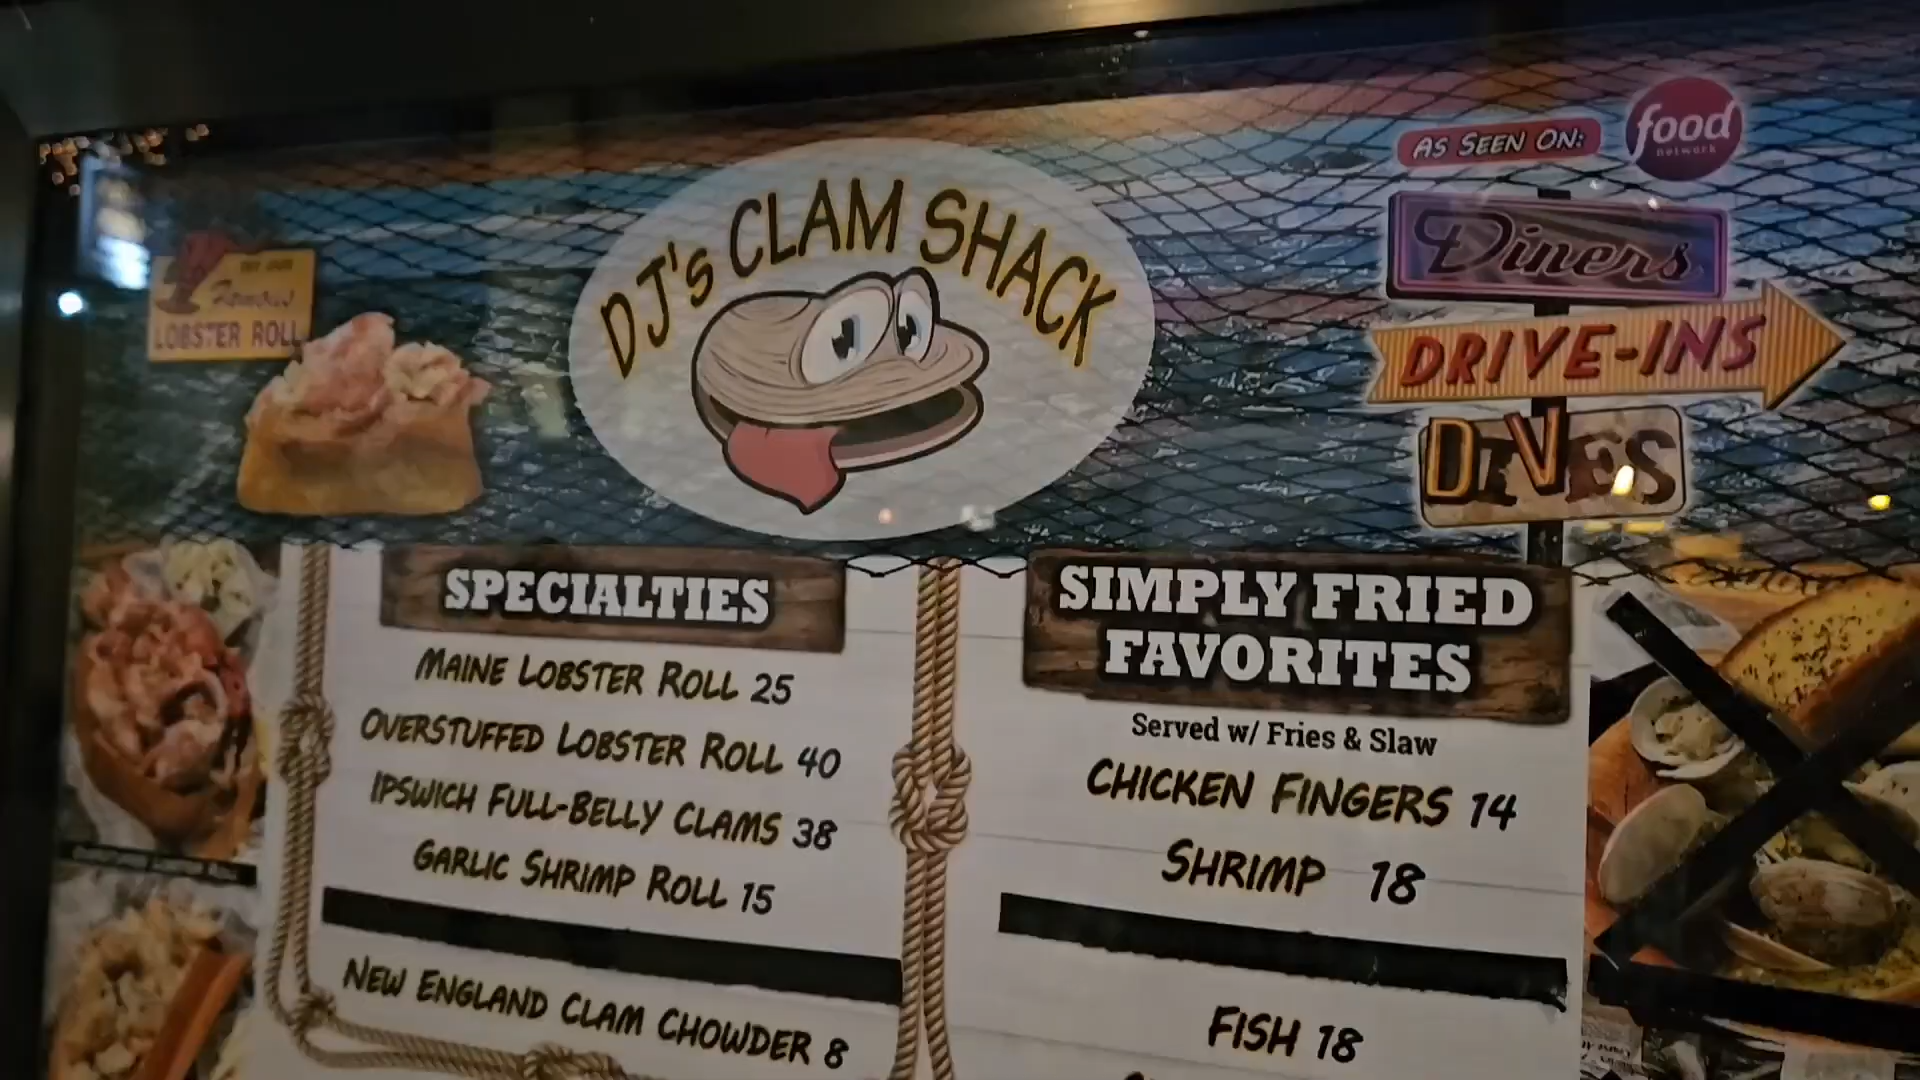 AS SEEN ON:
food
network
Diners
DRIVE-INS
DIVES
DJ's CLAM SHACK
Famous
LOBSTER ROLL
SPECIALTIES
MAINE LOBSTER ROLL 25
OVERSTUFFED LOBSTER ROLL 40
IPSWICH FULL-BELLY CLAMS 38
GARLIC SHRIMP ROLL 15
NEW ENGLAND CLAM CHOWDER 8
SIMPLY FRIED
FAVORITES
Served w/ Fries & Slaw
CHICKEN FINGERS 14
SHRIMP 18
FISH 18